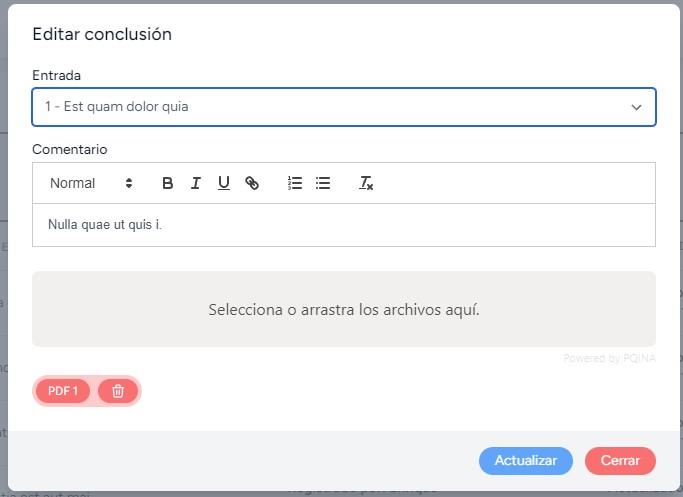 Editar conclusión
Entrada
1 - Est quam dolor quia
Comentario
Normal
Nulla quae ut quis i.
Selecciona o arrastra los archivos aquí.
Powered by PQINA
PDF 1
Actualizar
Cerrar